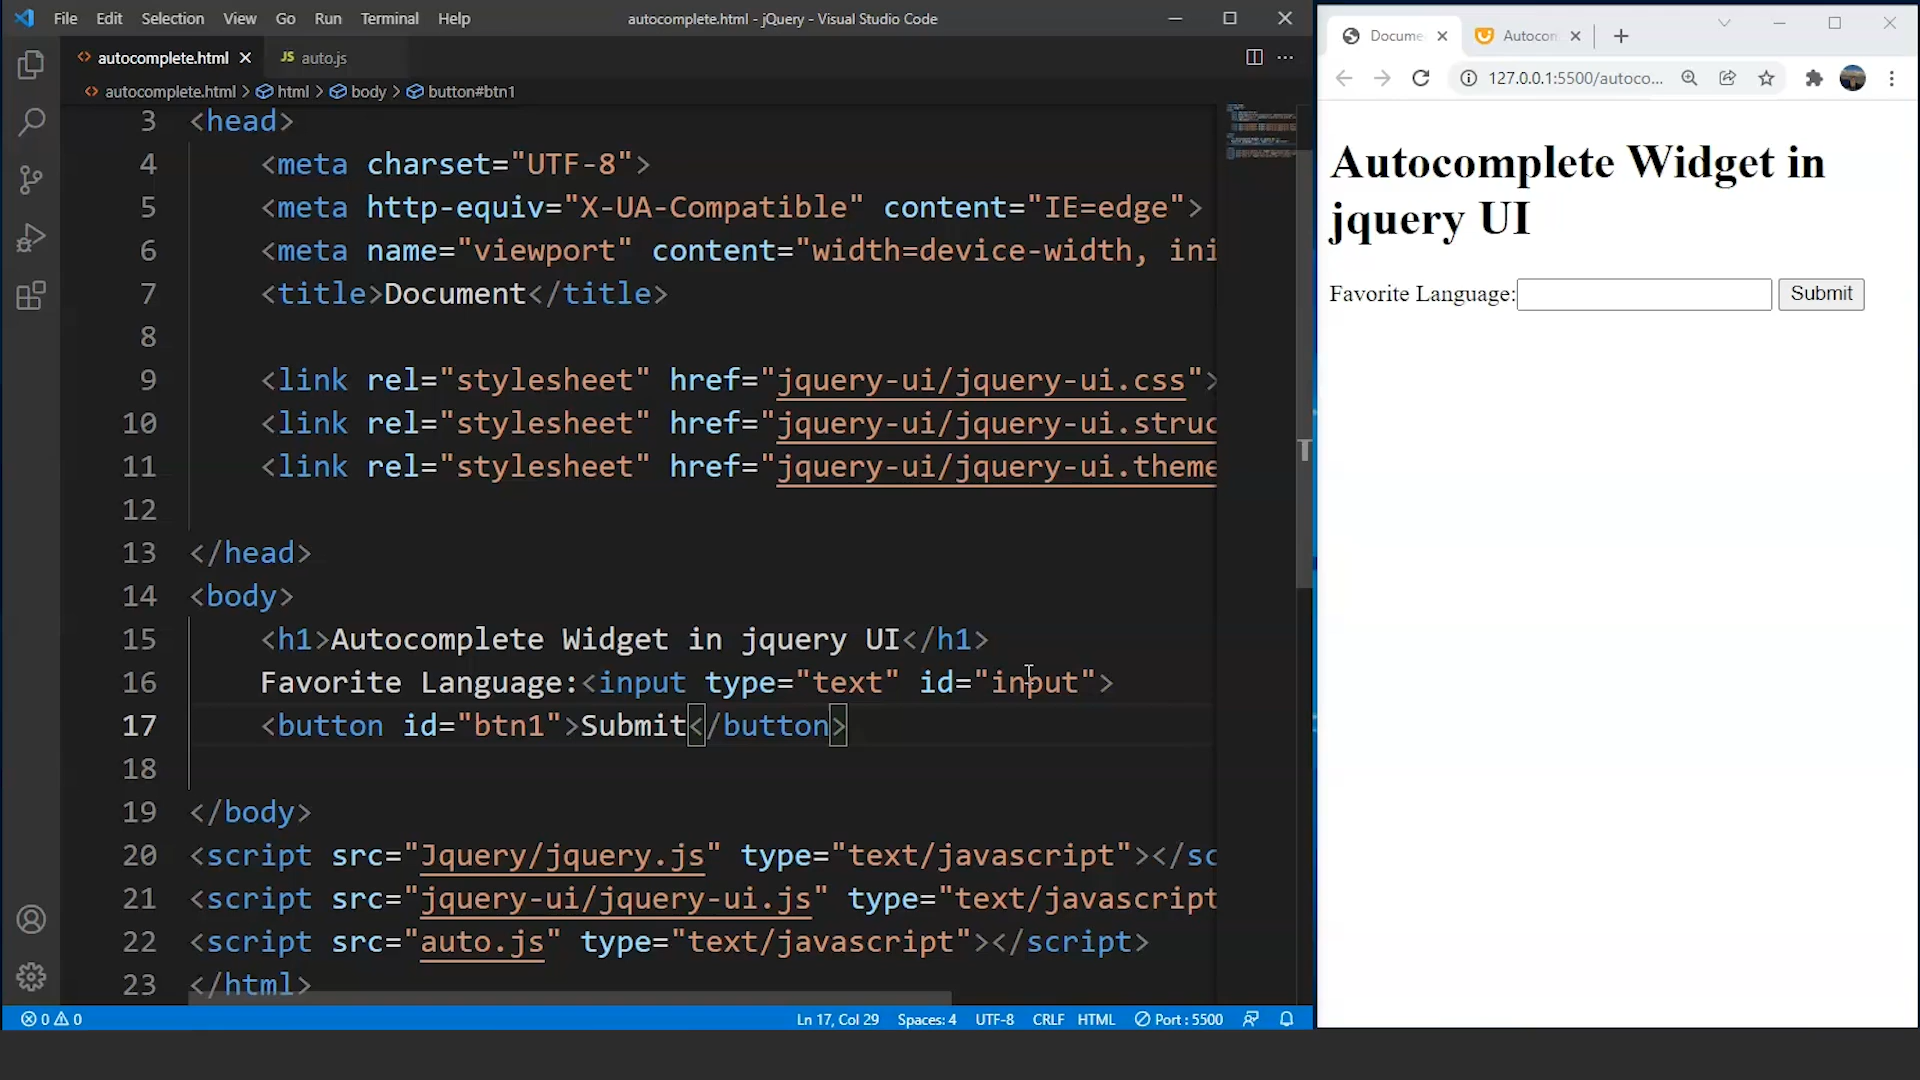 File Edit Selection View Go Run Terminal Help autocomplete.html - jQuery - Visual Studio Code
autocomplete.html JS auto.js
autocomplete.html > html > body > button#btn1
3 <head>
4 <meta charset="UTF-8">
5 <meta http-equiv="X-UA-Compatible" content="IE=edge">
6 <meta name="viewport" content="width=device-width, ini
7 <title>Document</title>
8
9 <link rel="stylesheet" href="jquery-ui/jquery-ui.css">
10 <link rel="stylesheet" href="jquery-ui/jquery-ui.struc
11 <link rel="stylesheet" href="jquery-ui/jquery-ui.theme
12
13 </head>
14 <body>
15 <h1>Autocomplete Widget in jquery UI</h1>
16 Favorite Language:<input type="text" id="input">
17 <button id="btn1">Submit</button>
18
19 </body>
20 <script src="Jquery/jquery.js" type="text/javascript"></sc
21 <script src="jquery-ui/jquery-ui.js" type="text/javascript
22 <script src="auto.js" type="text/javascript"></script>
23 </html>
0 0 Ln 17, Col 29 Spaces: 4 UTF-8 CRLF HTML Port : 5500
Docume Autocon
127.0.0.1:5500/autoco...
Autocomplete Widget in
jquery UI
Favorite Language: Submit